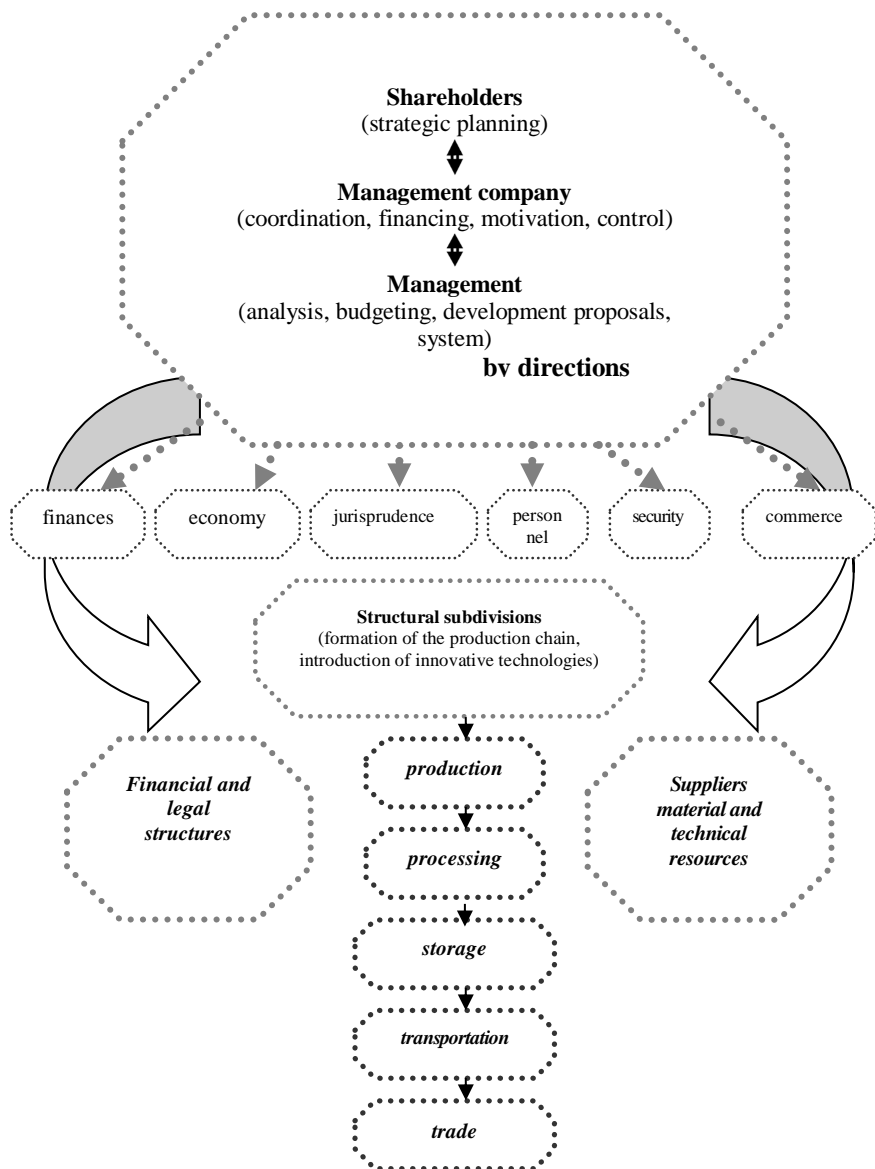 Shareholders
(strategic planning)
Management company
(coordination, financing, motivation, control)
Management
(analysis, budgeting, development proposals,
system)
by directions
finances
economy
jurisprudence
person
nel
security
commerce
Structural subdivisions
(formation of the production chain,
introduction of innovative technologies)
Financial and
legal
structures
production
processing
storage
transportation
trade
Suppliers
material and
technical
resources